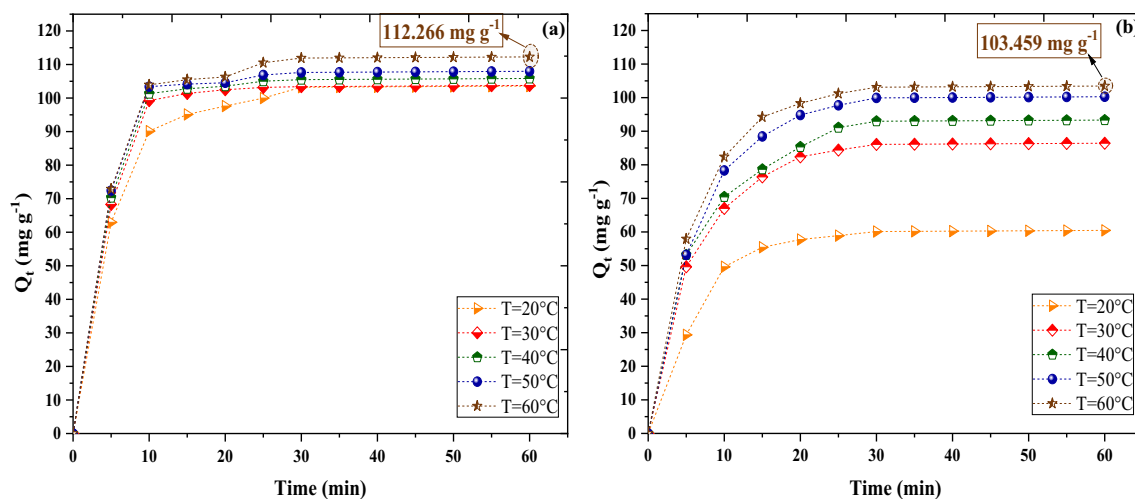 120
110
100
90
80
70
60
50
40
30
20
10
0
Qt (mg g-1)
112.266 mg g-1
(a)
T=20°C
T=30°C
T=40°C
T=50°C
T=60°C
0 10 20 30 40 50 60
Time (min)
120
110
100
90
80
70
60
50
40
30
20
10
0
Qt (mg g-1)
(b)
103.459 mg g-1
T=20°C
T=30°C
T=40°C
T=50°C
T=60°C
0 10 20 30 40 50 60
Time (min)